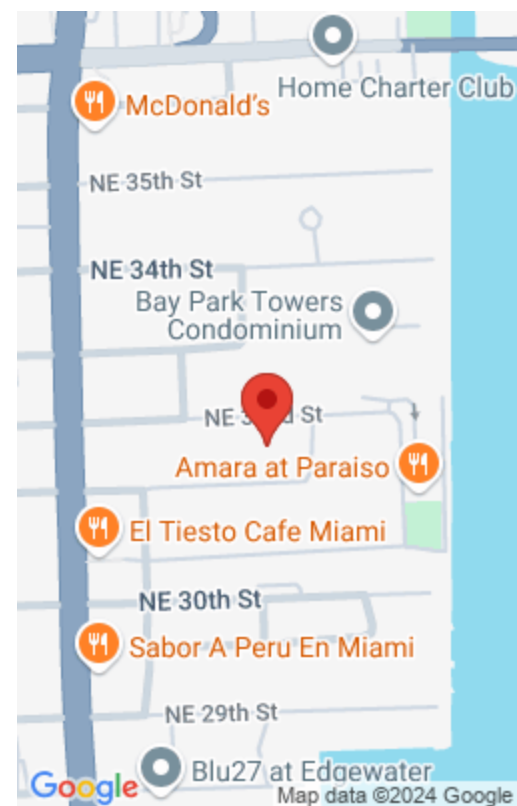 Home Charter Club
McDonald's
NE 35th St
NE 34th St
Bay Park Towers
Condominium
St
Amara at Paraiso
El Tiesto Cafe Miami
NE 30th St
Sabor A Peru En Miami
NE 29th St
Blu27 at Edgewater
Google
Map data ©2024 Google